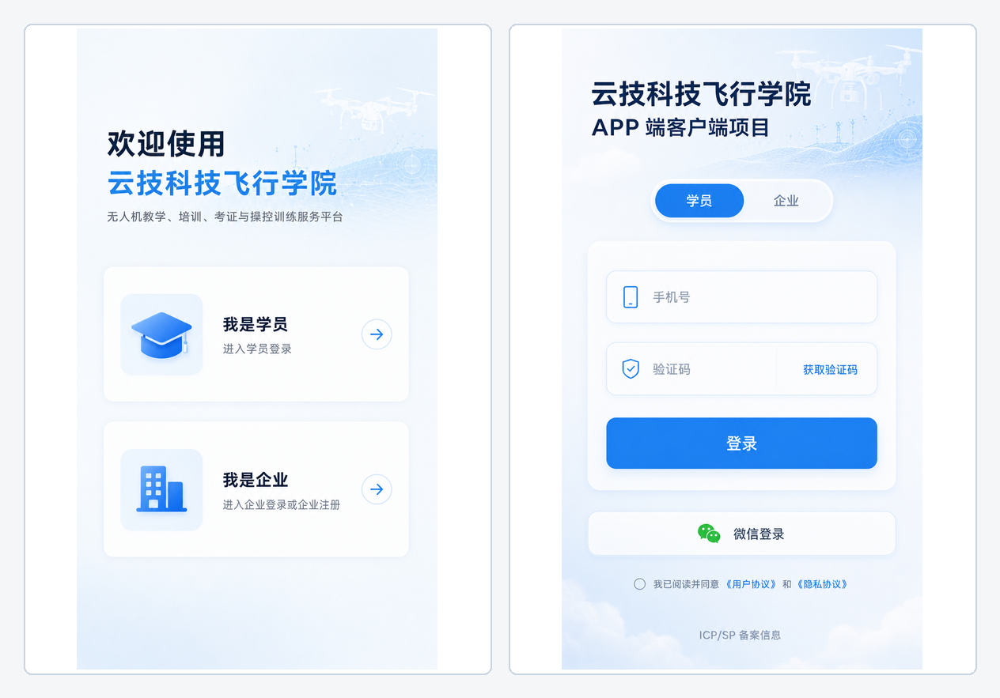 欢迎使用
云技科技飞行学院
无人机教学、培训、考证与操控训练服务平台
我是学员
进入学员登录
我是企业
进入企业登录或企业注册
云技科技飞行学院
APP 端客户端项目
学员 企业
手机号
验证码 获取验证码
登录
微信登录
我已阅读并同意 《用户协议》 和 《隐私协议》
ICP/SP 备案信息